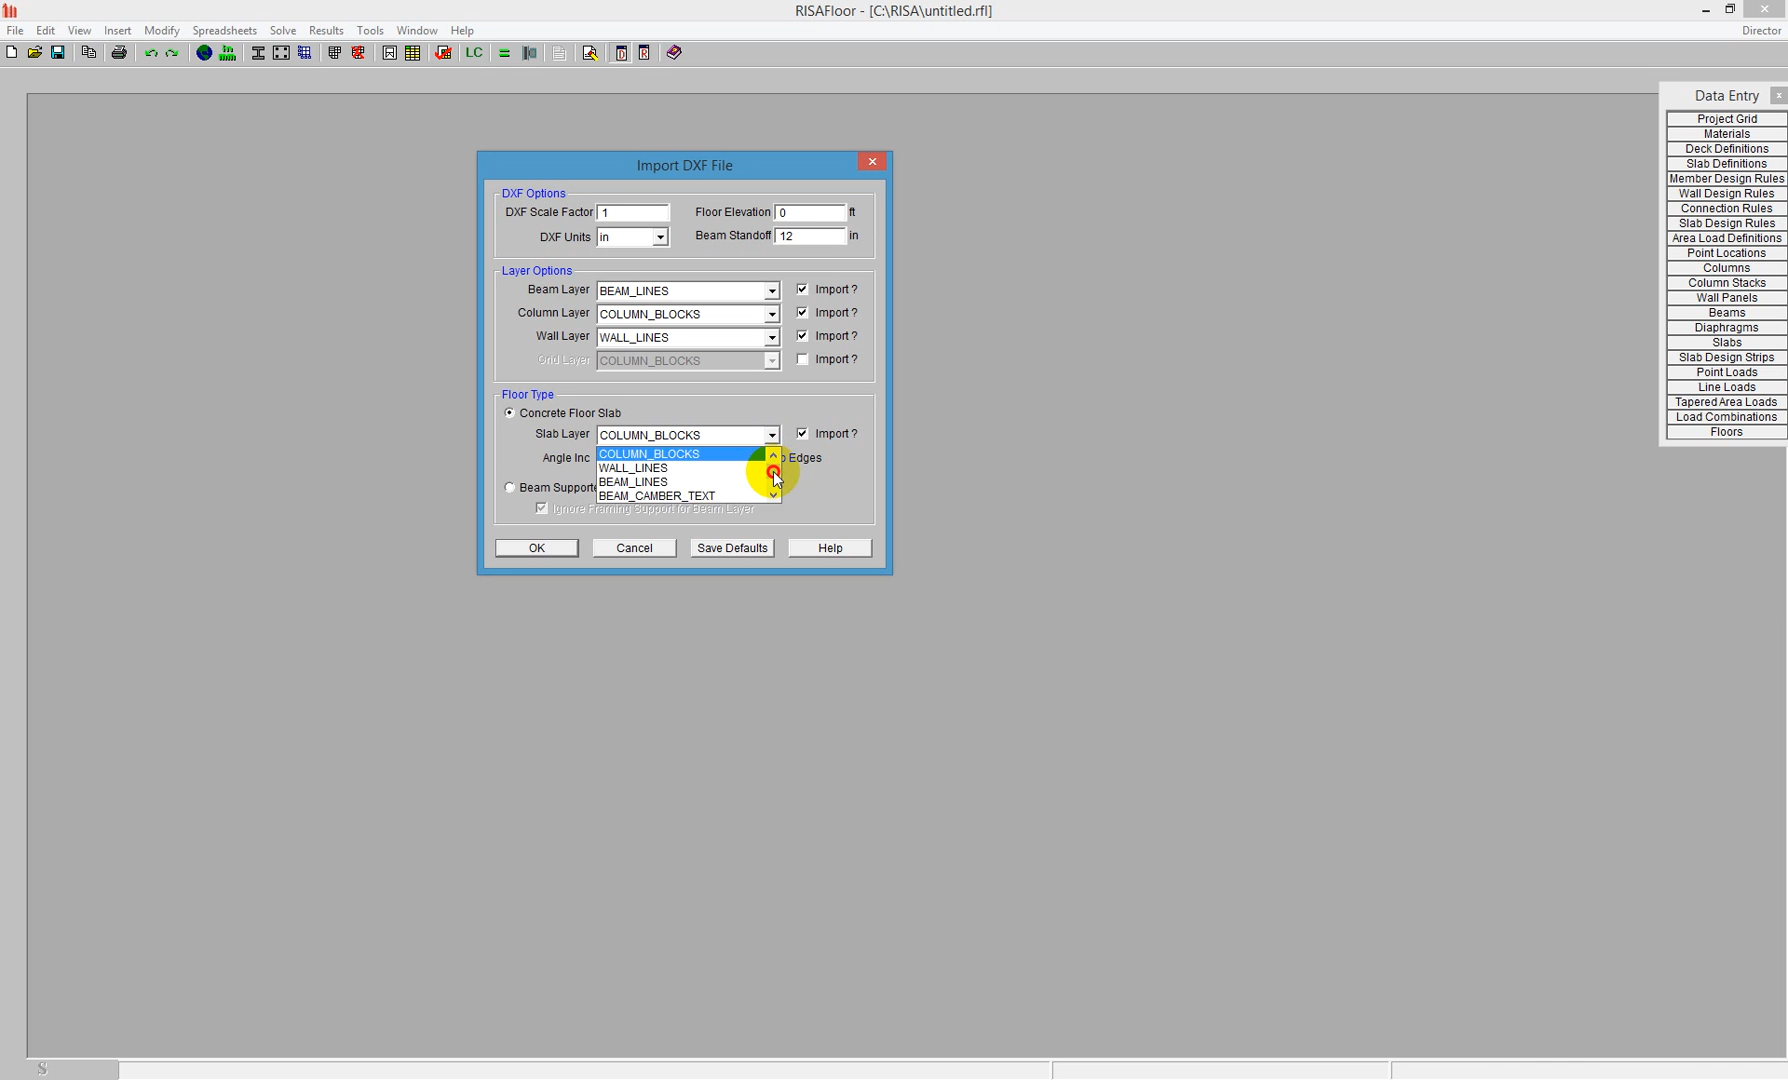 RISAFloor - [C:\RISA\untitled.rfl]
File Edit View Insert Modify Spreadsheets Solve Results Tools Window Help Director
LC D R
Data Entry
Project Grid
Materials
Deck Definitions
Slab Definitions
Member Design Rules
Wall Design Rules
Connection Rules
Slab Design Rules
Area Load Definitions
Point Locations
Columns
Column Stacks
Wall Panels
Beams
Diaphragms
Slabs
Slab Design Strips
Point Loads
Line Loads
Tapered Area Loads
Load Combinations
Floors
Import DXF File
DXF Options
DXF Scale Factor 1 Floor Elevation 0 ft
DXF Units in Beam Standoff 12 in
Layer Options
Beam Layer BEAM_LINES Import ?
Column Layer COLUMN_BLOCKS Import ?
Wall Layer WALL_LINES Import ?
Grid Layer COLUMN_BLOCKS Import ?
Floor Type
Concrete Floor Slab
Slab Layer COLUMN_BLOCKS Import ?
COLUMN_BLOCKS
Angle Inc Edges
WALL_LINES
BEAM_LINES
Beam Supporte
BEAM_CAMBER_TEXT
Ignore Framing Support for Beam Layer
OK Cancel Save Defaults Help
S